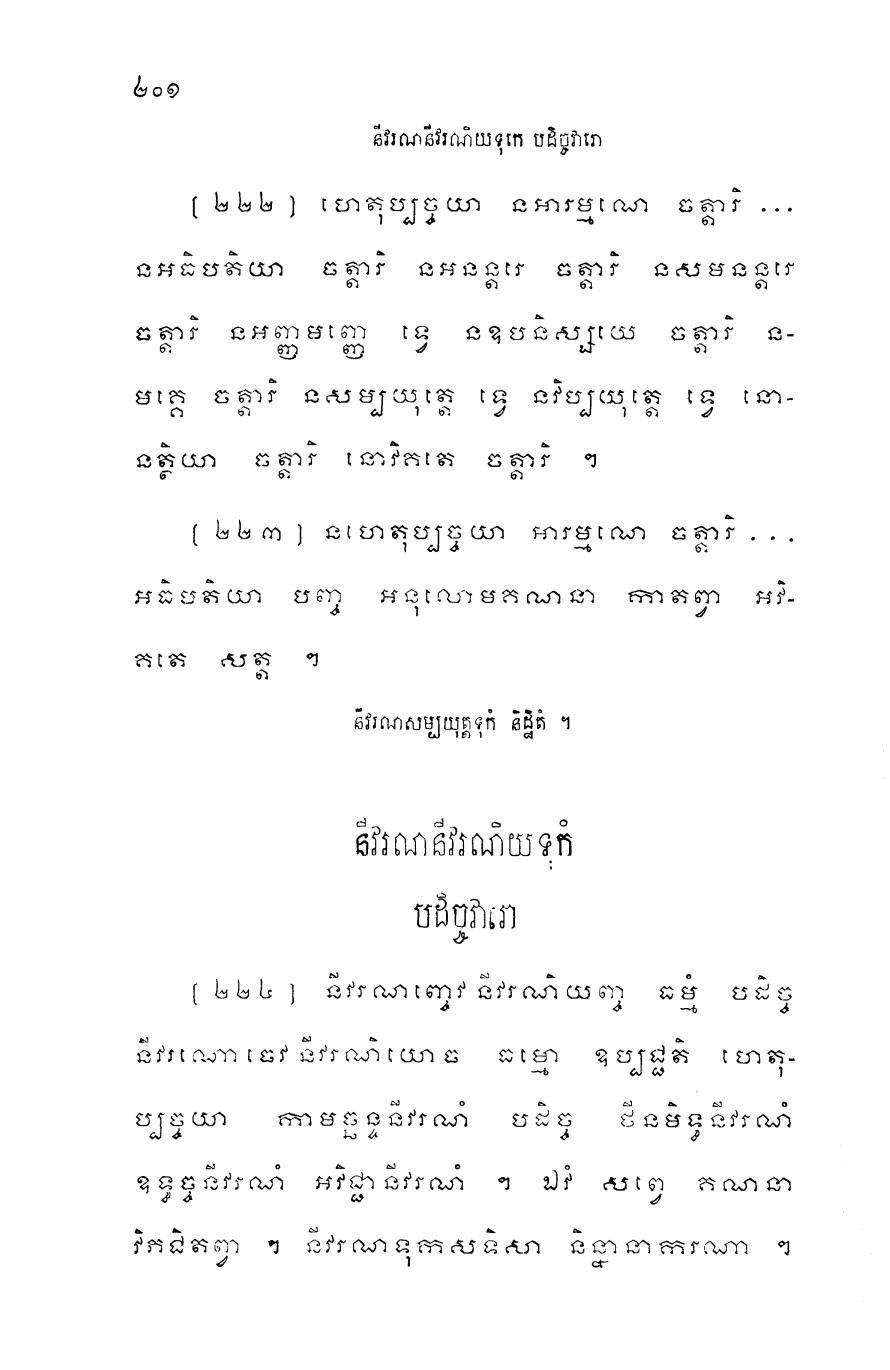 ២០១
នីវរណនីវរណិយទុកេ បដិច្ចវារោ
[ ២២២ ] ហេតុប្បច្ចយា នអារម្មណេ ចត្តារិ ...
នអធិបតិយា ចត្តារិ នអនន្តរេ ចត្តារិ នសមនន្តរេ
ចត្តារិ នអញ្ញមញ្ញេ ទ្វេ នឧបនិស្សយេ ចត្តារិ ន-
មគ្គេ ចត្តារិ នសម្បយុត្តេ ទ្វេ នវិប្បយុត្តេ ទ្វេ នោ-
នត្ថិយា ចត្តារិ នោវិគតេ ចត្តារិ ។
[ ២២៣ ] នហេតុប្បច្ចយា អារម្មណេ ចត្តារិ ...
អធិបតិយា បញ្ច អនុលោមគណនា កាតព្វា អវិ-
គតេ សត្ត ។
នីវរណសម្បយុត្តទុកំ និដ្ឋិតំ ។
នីវរណនីវរណិយទុកំ
បដិច្ចវារោ
[ ២២៤ ] នីវរណាញ្ចេវ នីវរណិយញ្ច ធម្មំ បដិច្ច
នីវរណោ ចេវ នីវរណិយោ ច ធម្មោ ឧប្បជ្ជតិ ហេតុ-
ប្បច្ចយា កាមច្ឆន្ទនីវរណំ បដិច្ច ថីនមិទ្ធនីវរណំ
ឧទ្ធច្ចនីវរណំ អវិជ្ជានីវរណំ ។ ឯវំ សព្វេ គណនា
វិភជិតព្វា ។ នីវរណទុកសទិសា និន្នានាករណា ។